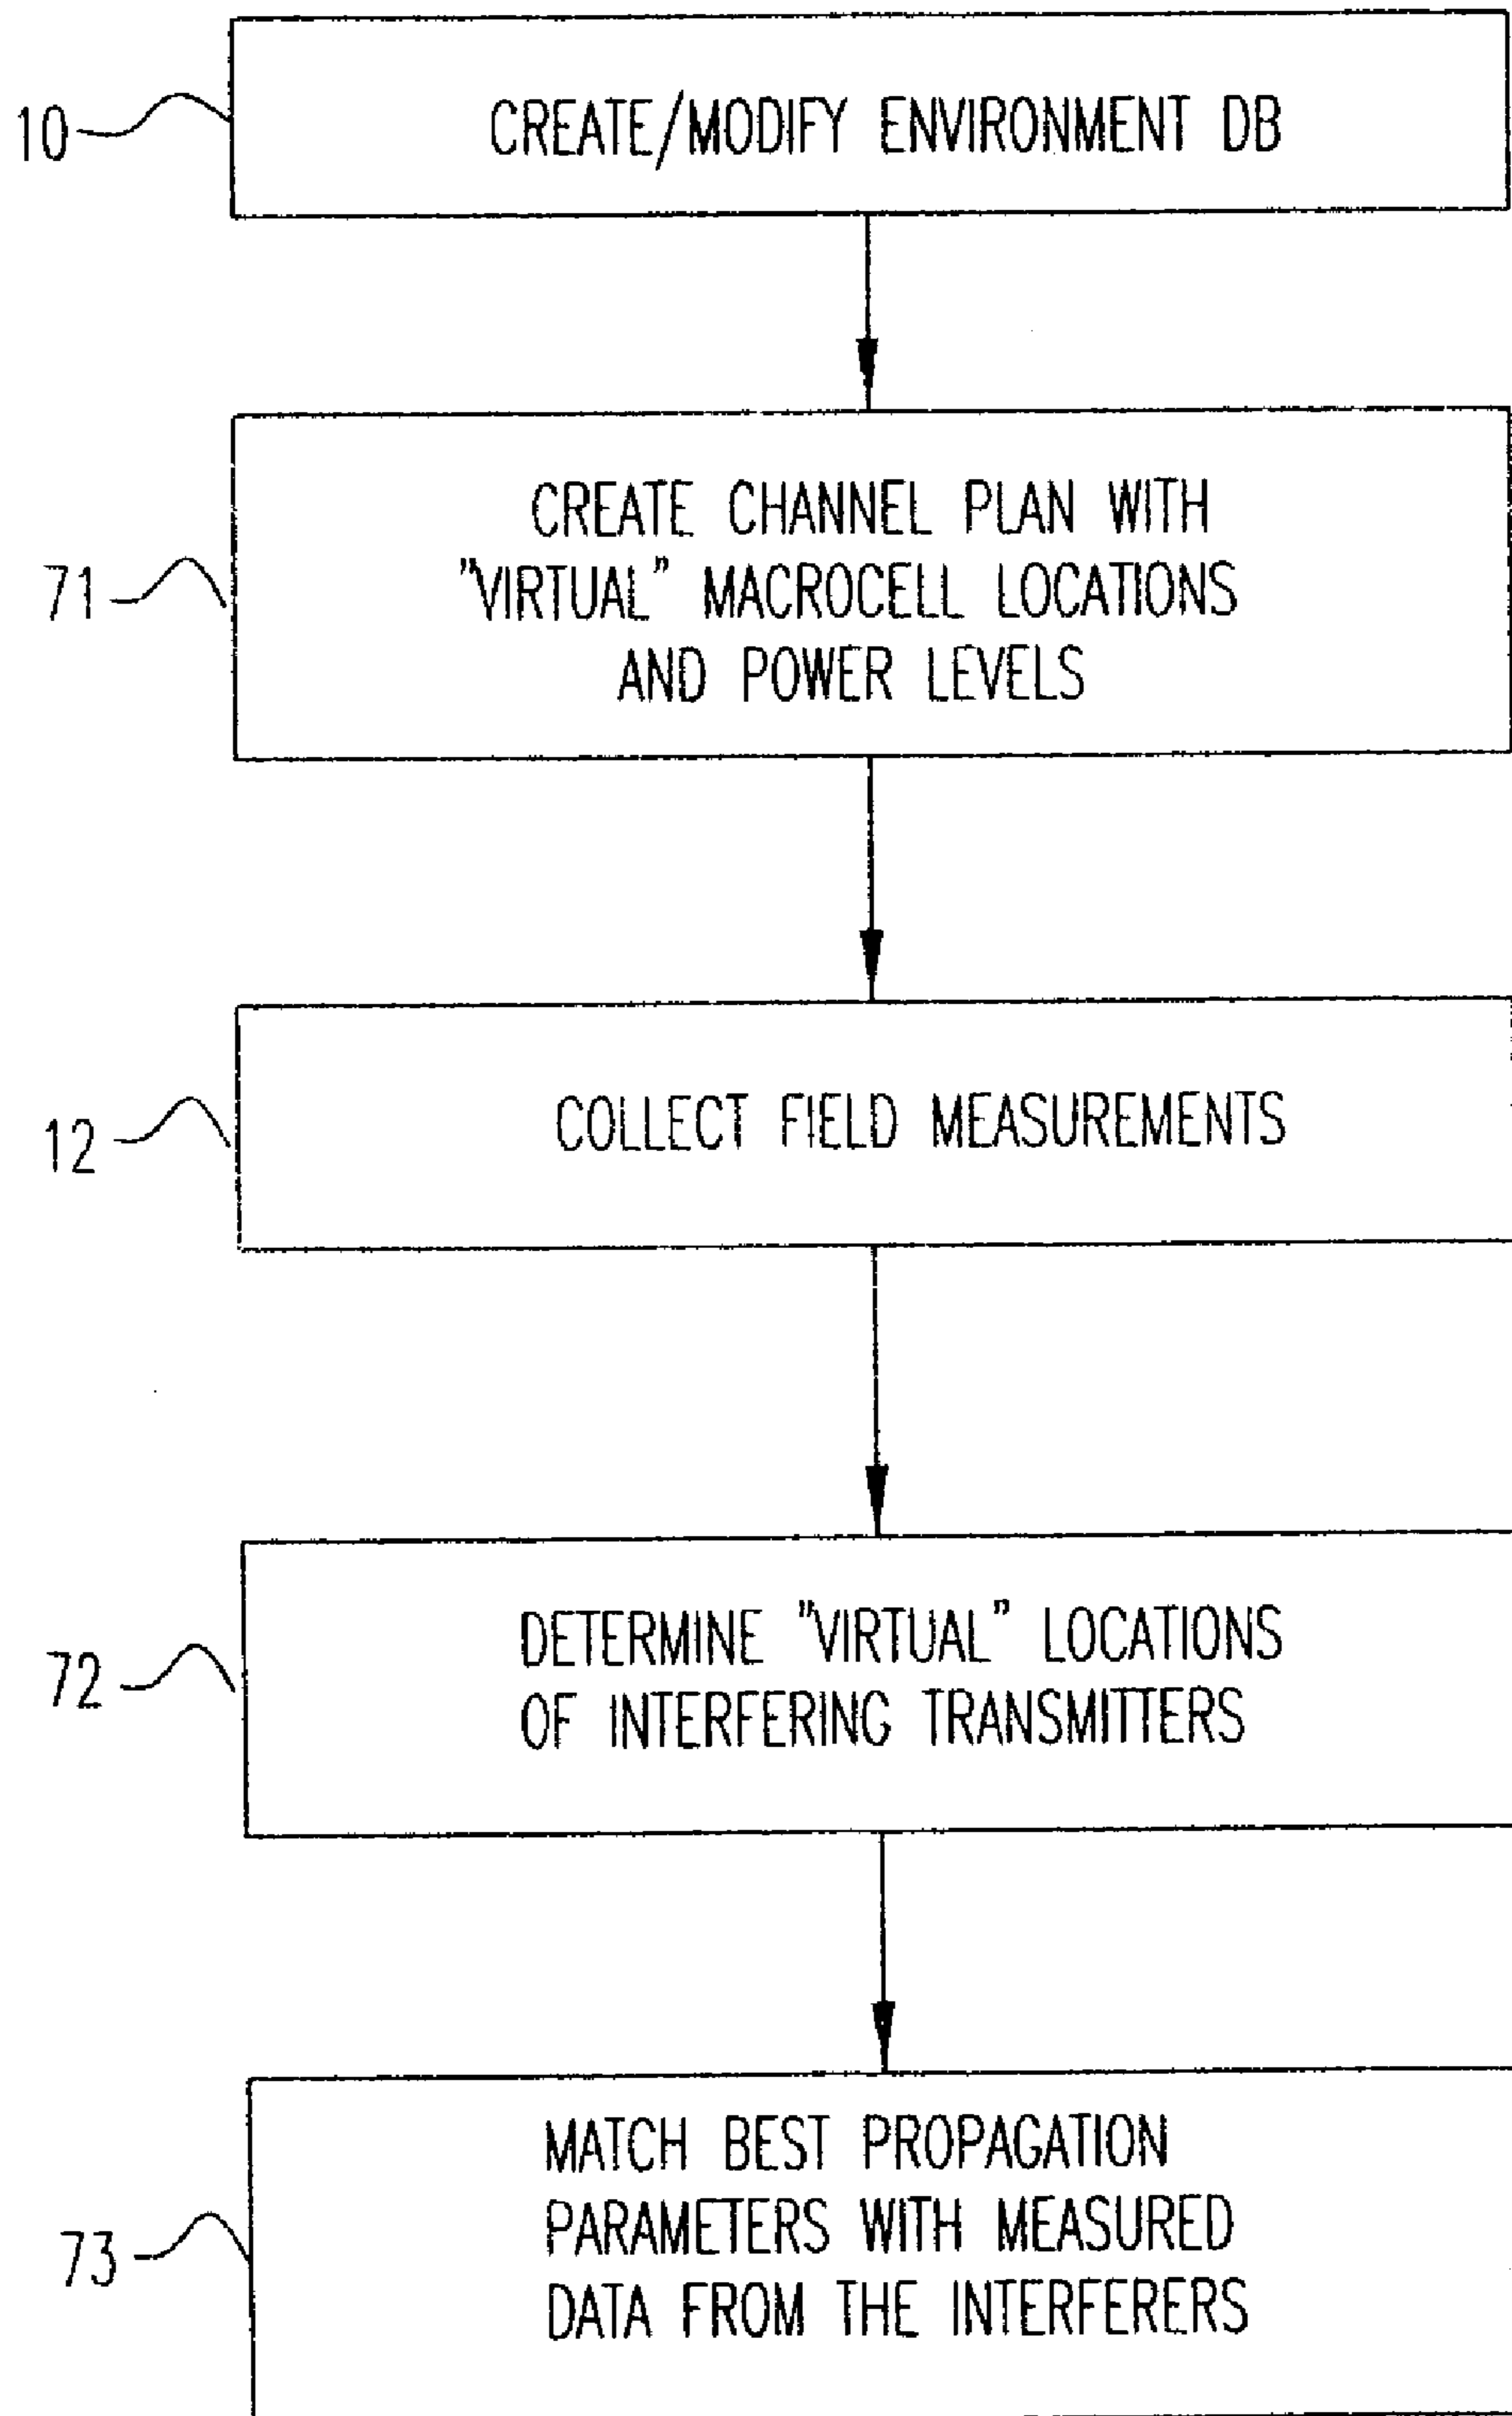 10
CREATE/MODIFY ENVIRONMENT DB
71
CREATE CHANNEL PLAN WITH
"VIRTUAL" MACROCELL LOCATIONS
AND POWER LEVELS
12
COLLECT FIELD MEASUREMENTS
72
DETERMINE "VIRTUAL" LOCATIONS
OF INTERFERING TRANSMITTERS
73
MATCH BEST PROPAGATION
PARAMETERS WITH MEASURED
DATA FROM THE INTERFERERS